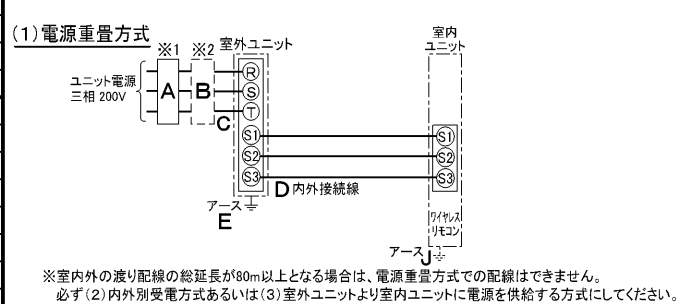 (1)電源重畳方式
※1 ※2 室外ユニット
室内
ユニット
ユニット電源
三相 200V
A
B
C
R
S
T
S1
S2
S3
S1
S2
S3
D 内外接続線
アース
E
ワイヤレス
リモコン
アース J
※室内外の渡り配線の総延長が80m以上となる場合は、電源重畳方式での配線はできません。
必ず(2)内外別受電方式あるいは(3)室外ユニットより室内ユニットに電源を供給する方式にしてください。